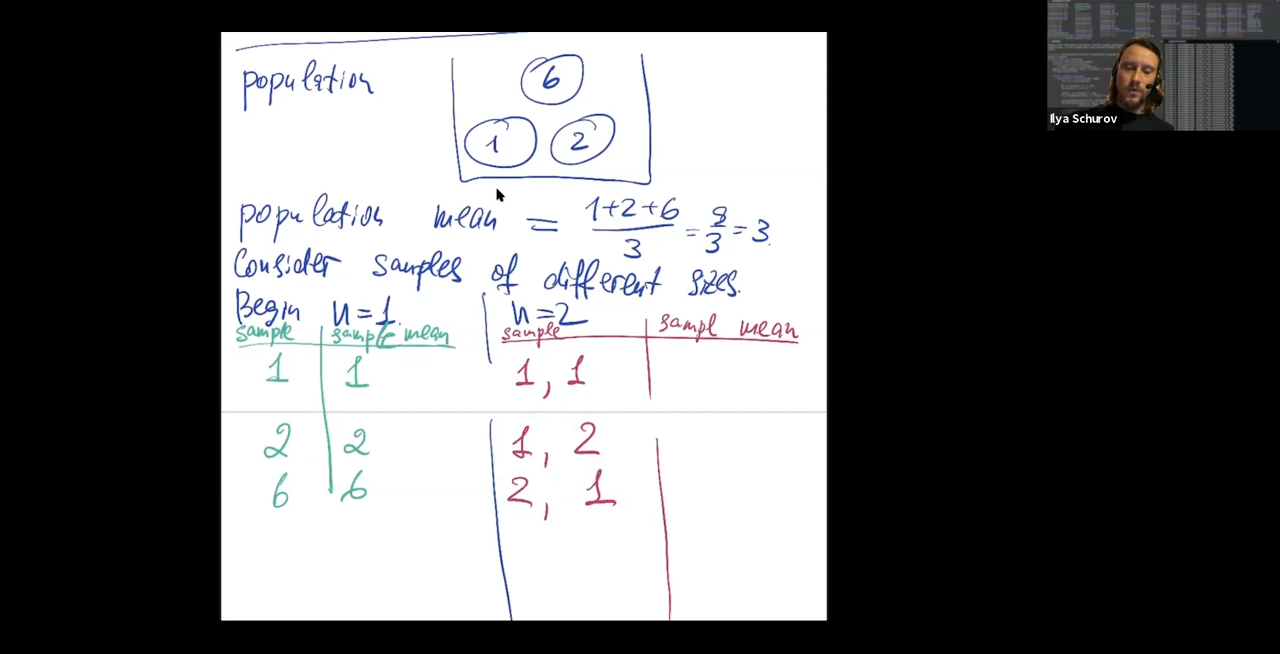 Ilya Schurov
population
6
1 2
population mean = 1+2+6/3 = 9/3 = 3.
Consider samples of different sizes.
Begin n=1. n=2
sample sample mean sample sampl mean
1 1 1, 1
2 2 1, 2
6 6 2, 1